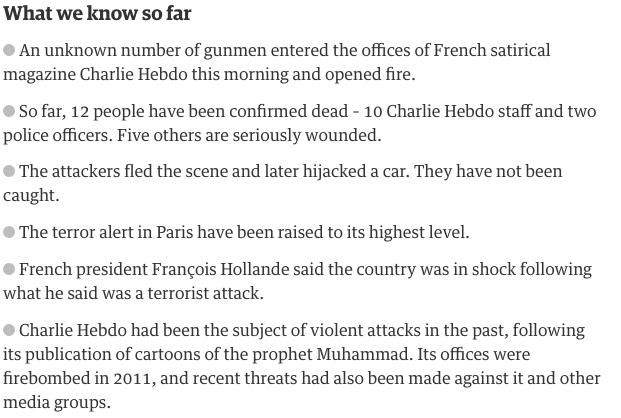 What we know so far
An unknown number of gunmen entered the offices of French satirical
magazine Charlie Hebdo this morning and opened fire.
So far, 12 people have been confirmed dead - 10 Charlie Hebdo staff and two
police officers. Five others are seriously wounded.
The attackers fled the scene and later hijacked a car. They have not been
caught.
The terror alert in Paris have been raised to its highest level.
French president François Hollande said the country was in shock following
what he said was a terrorist attack.
Charlie Hebdo had been the subject of violent attacks in the past, following
its publication of cartoons of the prophet Muhammad. Its offices were
firebombed in 2011, and recent threats had also been made against it and other
media groups.